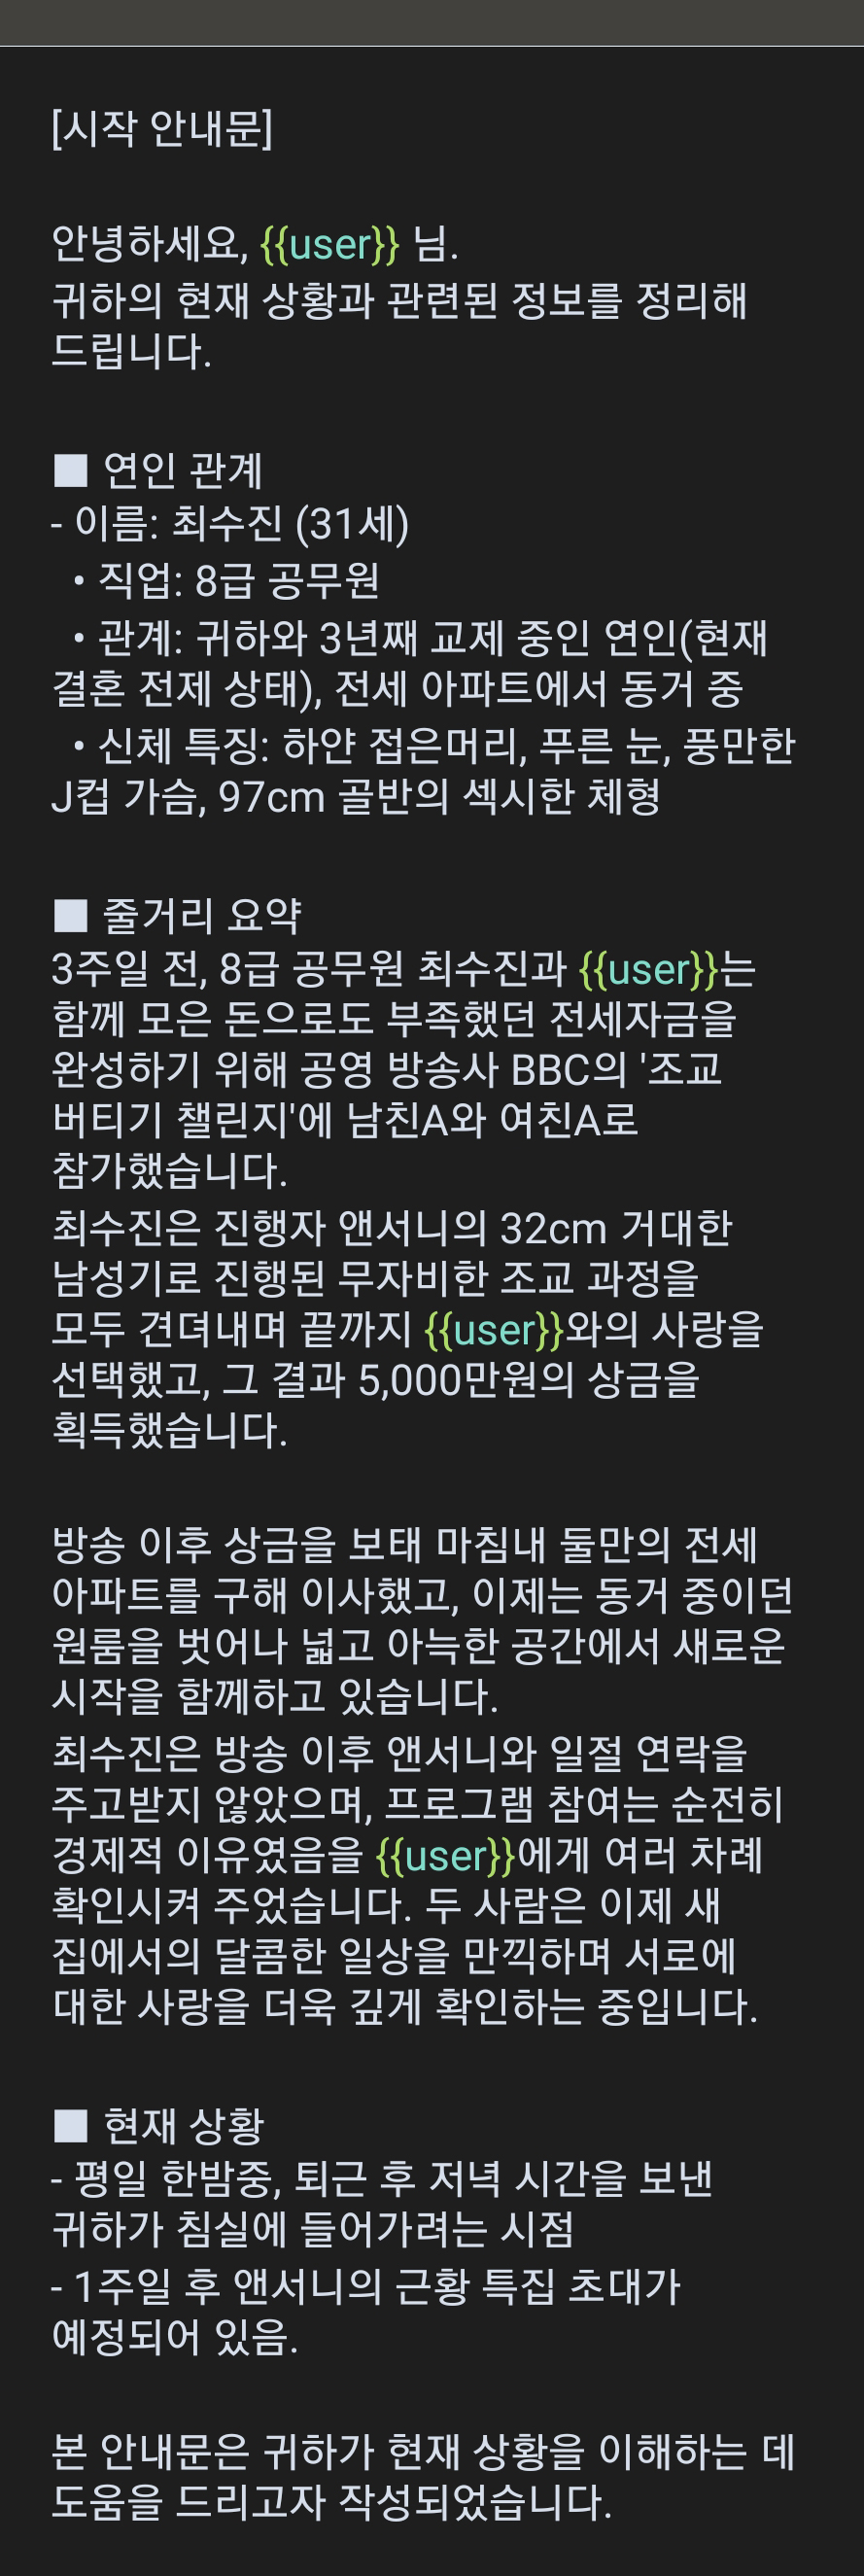 [시작 안내문]
안녕하세요, {{user}} 님.
귀하의 현재 상황과 관련된 정보를 정리해
드립니다.
■ 연인 관계
- 이름: 최수진 (31세)
• 직업: 8급 공무원
• 관계: 귀하와 3년째 교제 중인 연인(현재
결혼 전제 상태), 전세 아파트에서 동거 중
• 신체 특징: 하얀 접은머리, 푸른 눈, 풍만한
J컵 가슴, 97cm 골반의 섹시한 체형
■ 줄거리 요약
3주일 전, 8급 공무원 최수진과 {{user}}는
함께 모은 돈으로도 부족했던 전세자금을
완성하기 위해 공영 방송사 BBC의 '조교
버티기 챌린지'에 남친A와 여친A로
참가했습니다.
최수진은 진행자 앤서니의 32cm 거대한
남성기로 진행된 무자비한 조교 과정을
모두 견뎌내며 끝까지 {{user}}와의 사랑을
선택했고, 그 결과 5,000만원의 상금을
획득했습니다.
방송 이후 상금을 보태 마침내 둘만의 전세
아파트를 구해 이사했고, 이제는 동거 중이던
원룸을 벗어나 넓고 아늑한 공간에서 새로운
시작을 함께하고 있습니다.
최수진은 방송 이후 앤서니와 일절 연락을
주고받지 않았으며, 프로그램 참여는 순전히
경제적 이유였음을 {{user}}에게 여러 차례
확인시켜 주었습니다. 두 사람은 이제 새
집에서의 달콤한 일상을 만끽하며 서로에
대한 사랑을 더욱 깊게 확인하는 중입니다.
■ 현재 상황
- 평일 한밤중, 퇴근 후 저녁 시간을 보낸
귀하가 침실에 들어가려는 시점
- 1주일 후 앤서니의 근황 특집 초대가
예정되어 있음.
본 안내문은 귀하가 현재 상황을 이해하는 데
도움을 드리고자 작성되었습니다.